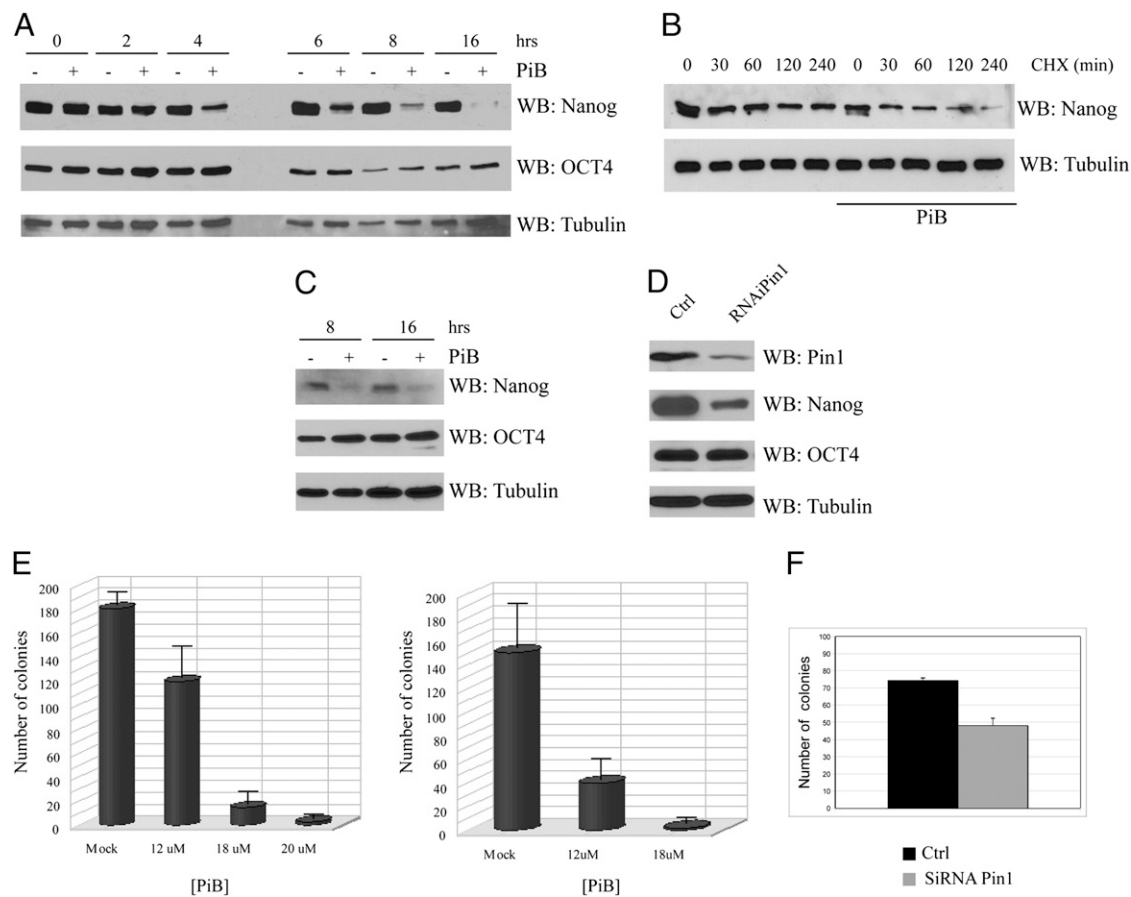 A
0 2 4 6 8 16 hrs
- + - + - + - + - + - + PiB
WB: Nanog
WB: OCT4
WB: Tubulin
B
0 30 60 120 240 0 30 60 120 240 CHX (min)
WB: Nanog
WB: Tubulin
PiB
C
8 16 hrs
- + - + PiB
WB: Nanog
WB: OCT4
WB: Tubulin
D
Ctrl RNAiPin1
WB: Pin1
WB: Nanog
WB: OCT4
WB: Tubulin
E
Number of colonies
200
180
160
140
120
100
80
60
40
20
0
Mock 12 uM 18 uM 20 uM
[PiB]
Number of colonies
200
180
160
140
120
100
80
60
40
20
0
Mock 12uM 18uM
[PiB]
F
Number of colonies
100
90
80
70
60
50
40
30
20
10
0
Ctrl
SiRNA Pin1